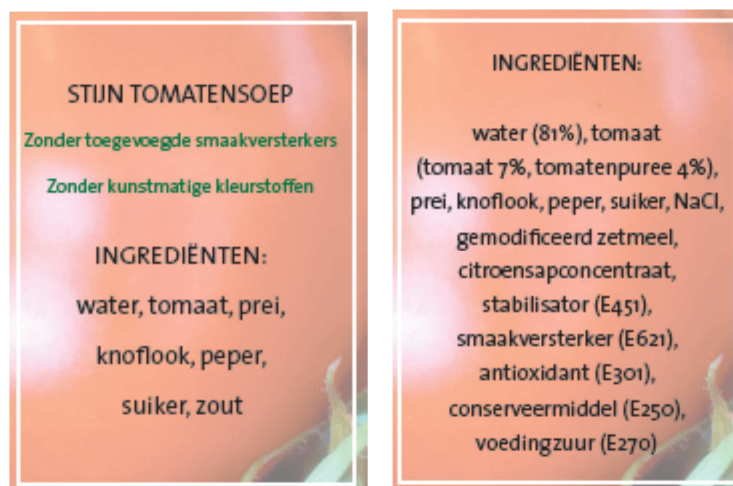 STIJN TOMATENSOEP
Zonder toegevoegde smaakversterkers
Zonder kunstmatige kleurstoffen
INGREDIËNTEN:
water, tomaat, prei,
knoflook, peper,
suiker, zout
INGREDIËNTEN:
water (81%), tomaat
(tomaat 7%, tomatenpuree 4%),
prei, knoflook, peper, suiker, NaCl,
gemodificeerd zetmeel,
citroensapconcentraat,
stabilisator (E451),
smaakversterker (E621),
antioxidant (E301),
conserveermiddel (E250),
voedingzuur (E270)